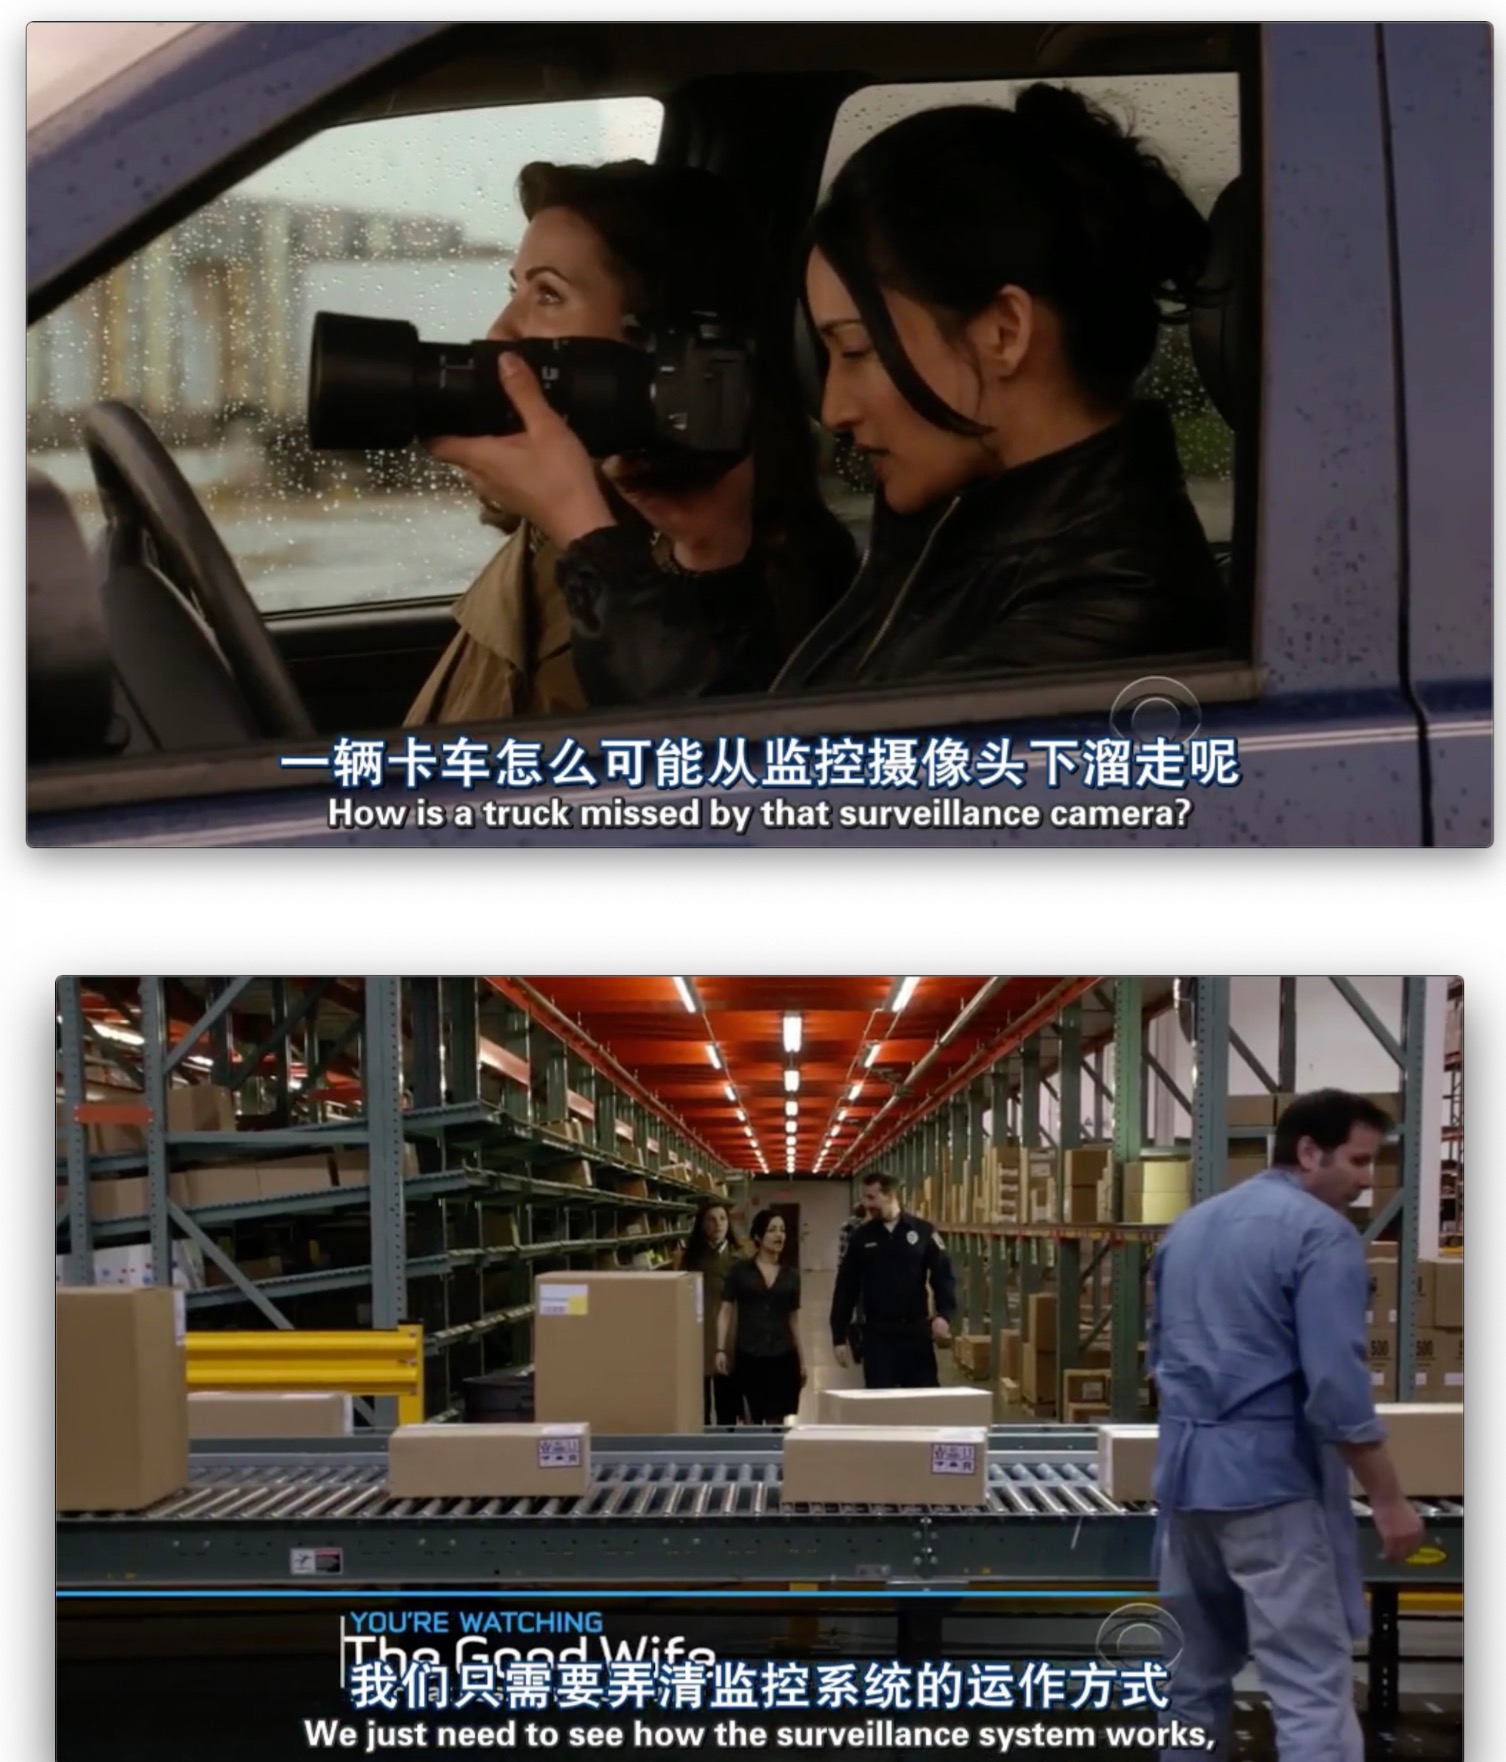 一辆卡车怎么可能从监控摄像头下溜走呢
How is a truck missed by that surveillance camera?
500
500
YOU'RE WATCHING
The Good Wife
我们只需要弄清监控系统的运作方式
We just need to see how the surveillance system works,